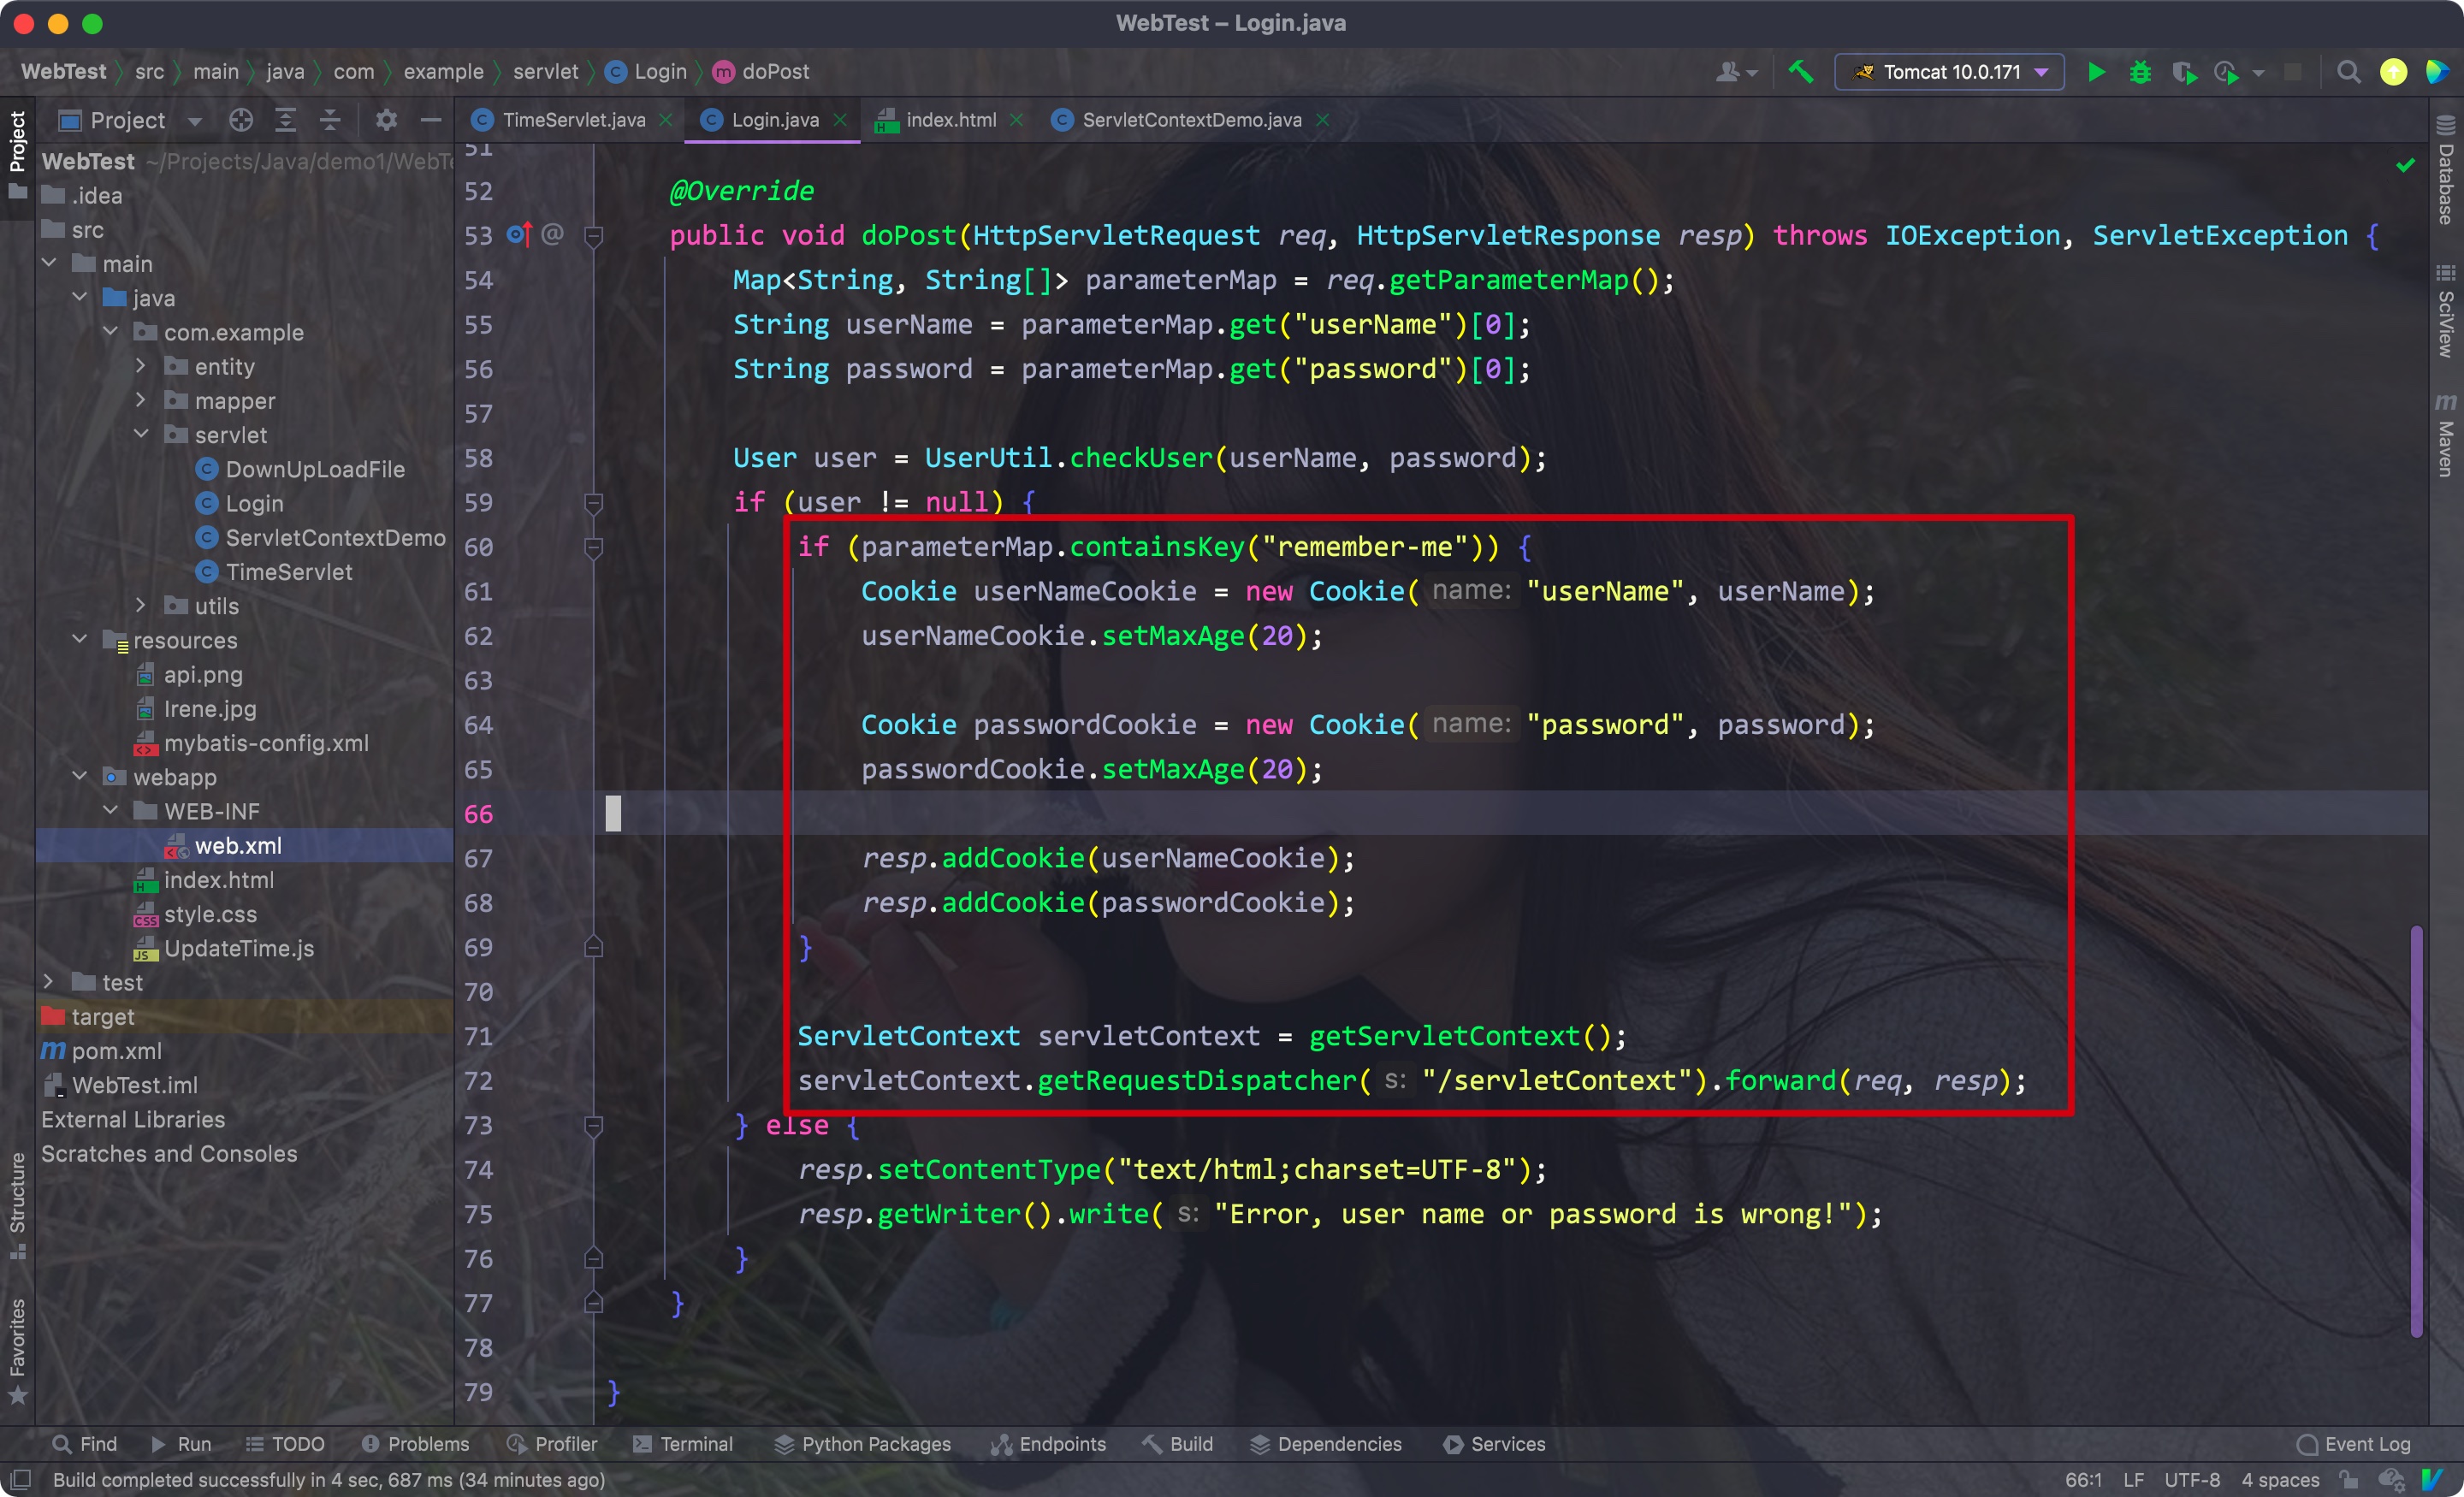 WebTest – Login.java
WebTest src main java com example servlet Login doPost
Tomcat 10.0.171
Project
Project
TimeServlet.java
Login.java
index.html
ServletContextDemo.java
WebTest ~/Projects/Java/demo1/WebTe
.idea
src
main
java
com.example
entity
mapper
servlet
DownUpLoadFile
Login
ServletContextDemo
TimeServlet
utils
resources
api.png
Irene.jpg
mybatis-config.xml
webapp
WEB-INF
web.xml
index.html
style.css
UpdateTime.js
test
target
pom.xml
WebTest.iml
External Libraries
Scratches and Consoles
Structure
Favorites
51
52 @Override
53 public void doPost(HttpServletRequest req, HttpServletResponse resp) throws IOException, ServletException {
54 Map<String, String[]> parameterMap = req.getParameterMap();
55 String userName = parameterMap.get("userName")[0];
56 String password = parameterMap.get("password")[0];
57
58 User user = UserUtil.checkUser(userName, password);
59 if (user != null) {
60 if (parameterMap.containsKey("remember-me")) {
61 Cookie userNameCookie = new Cookie( name: "userName", userName);
62 userNameCookie.setMaxAge(20);
63
64 Cookie passwordCookie = new Cookie( name: "password", password);
65 passwordCookie.setMaxAge(20);
66
67 resp.addCookie(userNameCookie);
68 resp.addCookie(passwordCookie);
69 }
70
71 ServletContext servletContext = getServletContext();
72 servletContext.getRequestDispatcher( s: "/servletContext").forward(req, resp);
73 } else {
74 resp.setContentType("text/html;charset=UTF-8");
75 resp.getWriter().write( s: "Error, user name or password is wrong!");
76 }
77 }
78
79 }
Database
SciView
Maven
Find Run TODO Problems Profiler Terminal Python Packages Endpoints Build Dependencies Services Event Log
Build completed successfully in 4 sec, 687 ms (34 minutes ago) 66:1 LF UTF-8 4 spaces